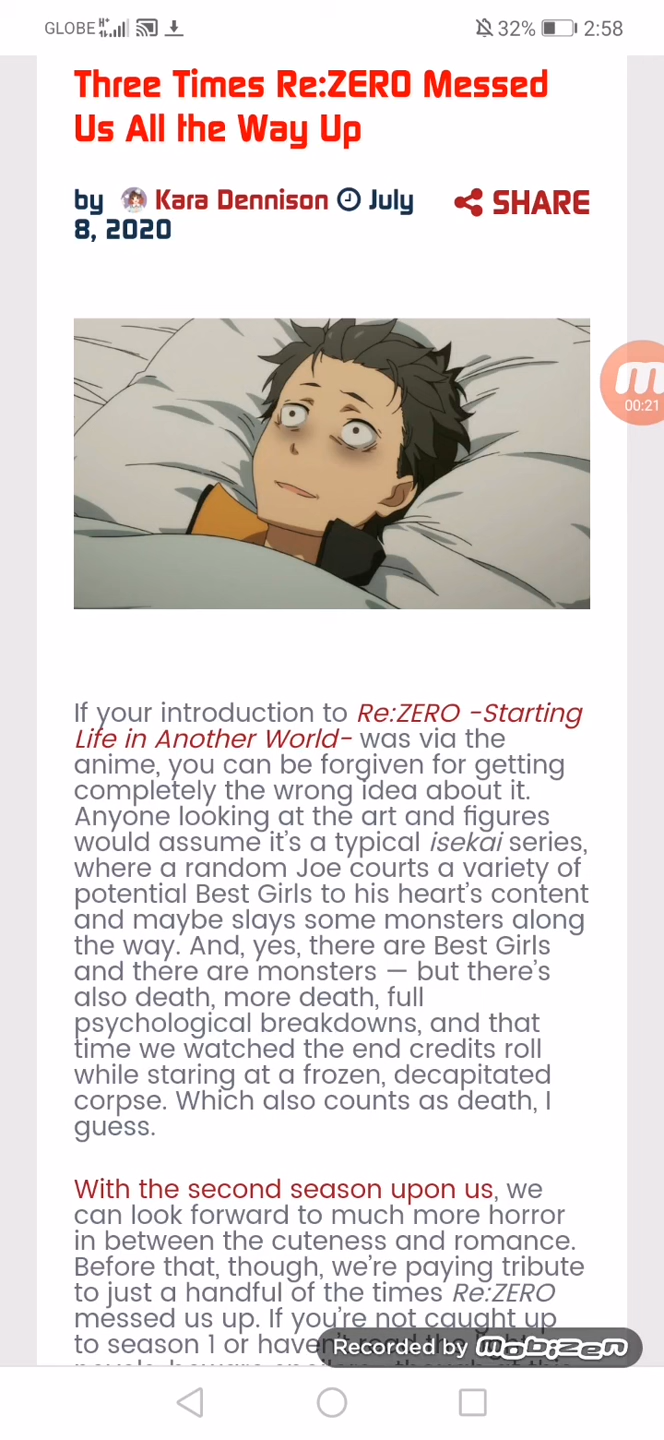 GLOBE H+ 32% 2:58
Three Times Re:ZERO Messed
Us All the Way Up
by Kara Dennison July
8, 2020
SHARE
00:21
If your introduction to Re:ZERO -Starting
Life in Another World- was via the
anime, you can be forgiven for getting
completely the wrong idea about it.
Anyone looking at the art and figures
would assume it's a typical isekai series,
where a random Joe courts a variety of
potential Best Girls to his heart's content
and maybe slays some monsters along
the way. And, yes, there are Best Girls
and there are monsters — but there's
also death, more death, full
psychological breakdowns, and that
time we watched the end credits roll
while staring at a frozen, decapitated
corpse. Which also counts as death, I
guess.
With the second season upon us, we
can look forward to much more horror
in between the cuteness and romance.
Before that, though, we're paying tribute
to just a handful of the times Re:ZERO
messed us up. If you're not caught up
to season 1 or haven't read the light
Recorded by Mobizen